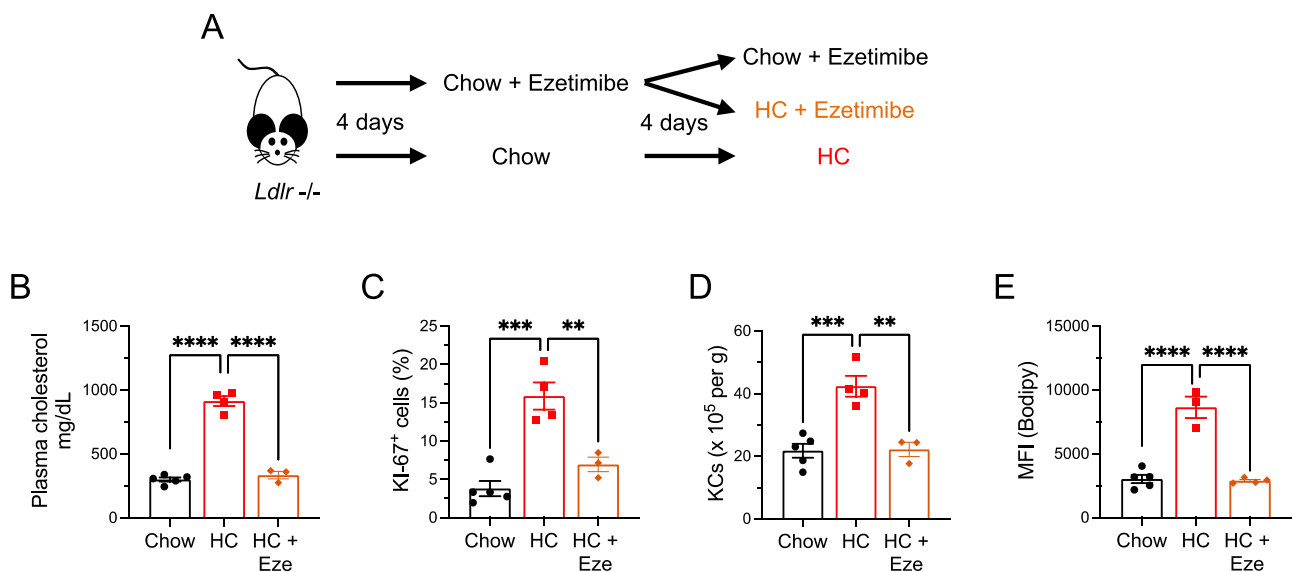 A
Chow + Ezetimibe
Chow + Ezetimibe
HC + Ezetimibe
4 days
4 days
Chow
HC
Ldlr -/-
B
Plasma cholesterol
mg/dL
1500
1000
500
0
****
****
Chow
HC
HC +
Eze
C
KI-67⁺ cells (%)
25
20
15
10
5
0
***
**
Chow
HC
HC +
Eze
D
KCs (x 10⁵ per g)
60
40
20
0
***
**
Chow
HC
HC +
Eze
E
MFI (Bodipy)
15000
10000
5000
0
****
****
Chow
HC
HC +
Eze